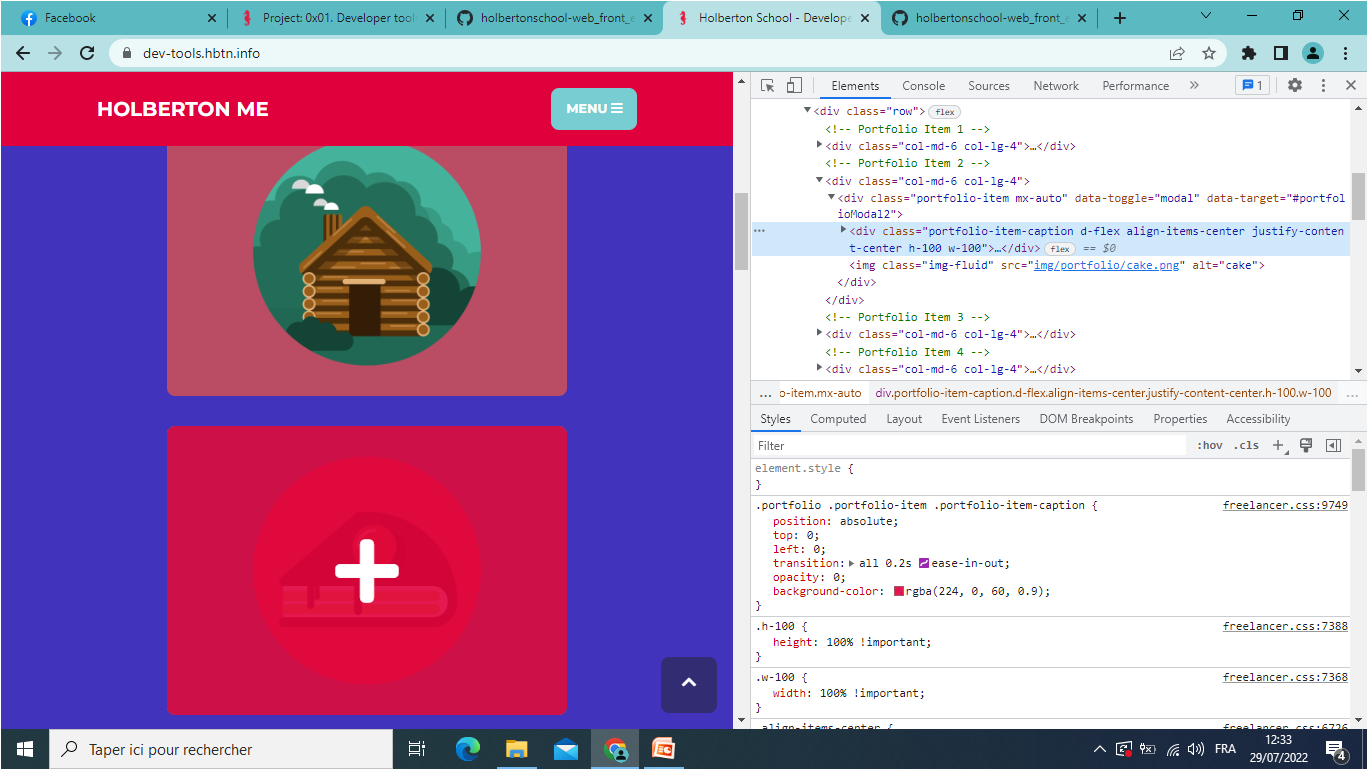 Facebook
Project: 0x01. Developer tool
holbertonschool-web_front_e
Holberton School - Develope
holbertonschool-web_front_e
dev-tools.hbtn.info
HOLBERTON ME
MENU
Elements Console Sources Network Performance » 1
<div class="row"> flex
<!-- Portfolio Item 1 -->
<div class="col-md-6 col-lg-4">…</div>
<!-- Portfolio Item 2 -->
<div class="col-md-6 col-lg-4">
<div class="portfolio-item mx-auto" data-toggle="modal" data-target="#portfol
ioModal2">
<div class="portfolio-item-caption d-flex align-items-center justify-conten
t-center h-100 w-100">…</div> flex == $0
<img class="img-fluid" src="img/portfolio/cake.png" alt="cake">
</div>
</div>
<!-- Portfolio Item 3 -->
<div class="col-md-6 col-lg-4">…</div>
<!-- Portfolio Item 4 -->
<div class="col-md-6 col-lg-4">…</div>
… o-item.mx-auto div.portfolio-item-caption.d-flex.align-items-center.justify-content-center.h-100.w-100 …
Styles Computed Layout Event Listeners DOM Breakpoints Properties Accessibility
Filter :hov .cls +
element.style {
}
.portfolio .portfolio-item .portfolio-item-caption { freelancer.css:9749
position: absolute;
top: 0;
left: 0;
transition: all 0.2s ease-in-out;
opacity: 0;
background-color: rgba(224, 0, 60, 0.9);
}
.h-100 { freelancer.css:7388
height: 100% !important;
}
.w-100 { freelancer.css:7368
width: 100% !important;
}
.align-items-center { freelancer.css:6726
Taper ici pour rechercher
FRA
12:33
29/07/2022
4